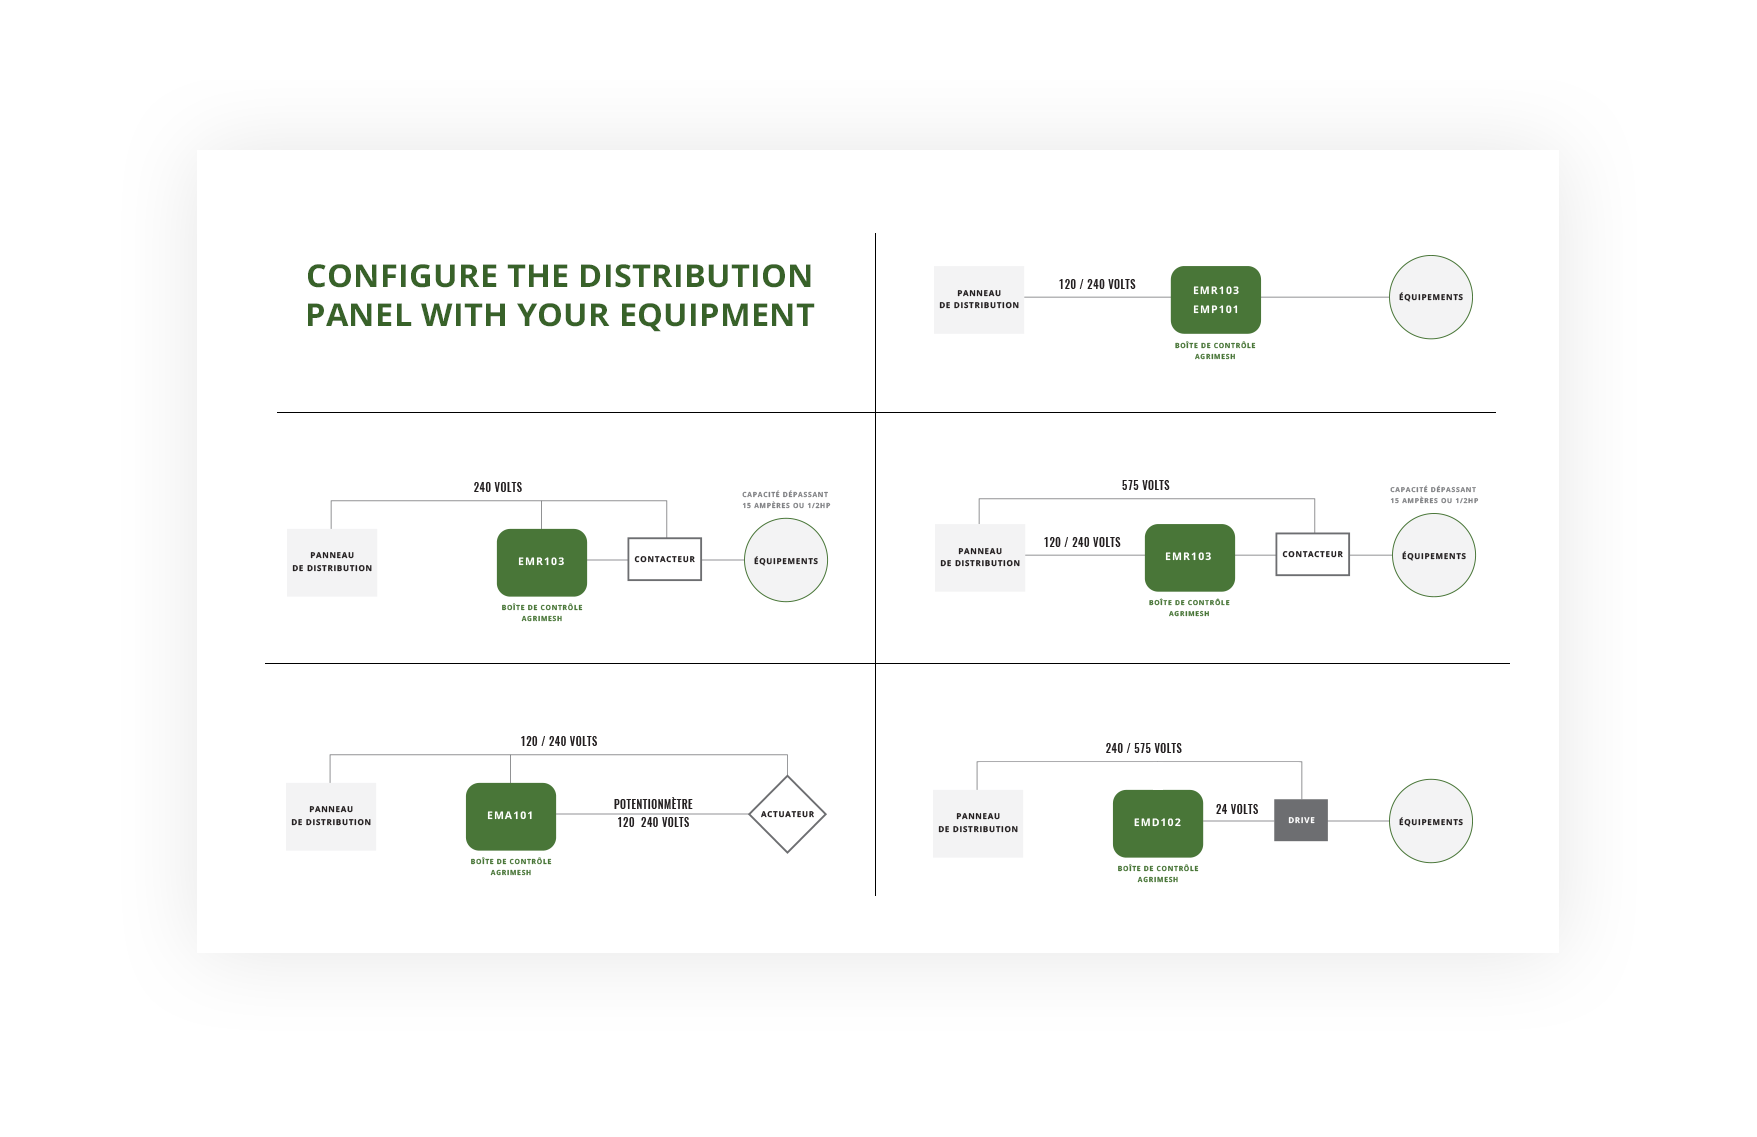 CONFIGURE THE DISTRIBUTION
PANEL WITH YOUR EQUIPMENT
120 / 240 VOLTS
PANNEAU
DE DISTRIBUTION
EMR103
EMP101
BOÎTE DE CONTRÔLE
AGRIMESH
ÉQUIPEMENTS
240 VOLTS
PANNEAU
DE DISTRIBUTION
EMR103
BOÎTE DE CONTRÔLE
AGRIMESH
CONTACTEUR
CAPACITÉ DÉPASSANT
15 AMPÈRES OU 1/2HP
ÉQUIPEMENTS
575 VOLTS
PANNEAU
DE DISTRIBUTION
120 / 240 VOLTS
EMR103
BOÎTE DE CONTRÔLE
AGRIMESH
CONTACTEUR
CAPACITÉ DÉPASSANT
15 AMPÈRES OU 1/2HP
ÉQUIPEMENTS
120 / 240 VOLTS
PANNEAU
DE DISTRIBUTION
EMA101
BOÎTE DE CONTRÔLE
AGRIMESH
POTENTIONMÈTRE
120 240 VOLTS
ACTUATEUR
240 / 575 VOLTS
PANNEAU
DE DISTRIBUTION
EMD102
BOÎTE DE CONTRÔLE
AGRIMESH
24 VOLTS
DRIVE
ÉQUIPEMENTS